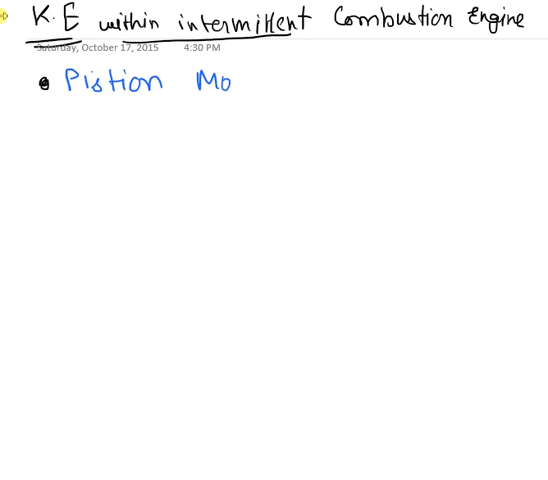 K.E within intermittent Combustion Engine
Saturday, October 17, 2015 4:30 PM
Pistion Mo